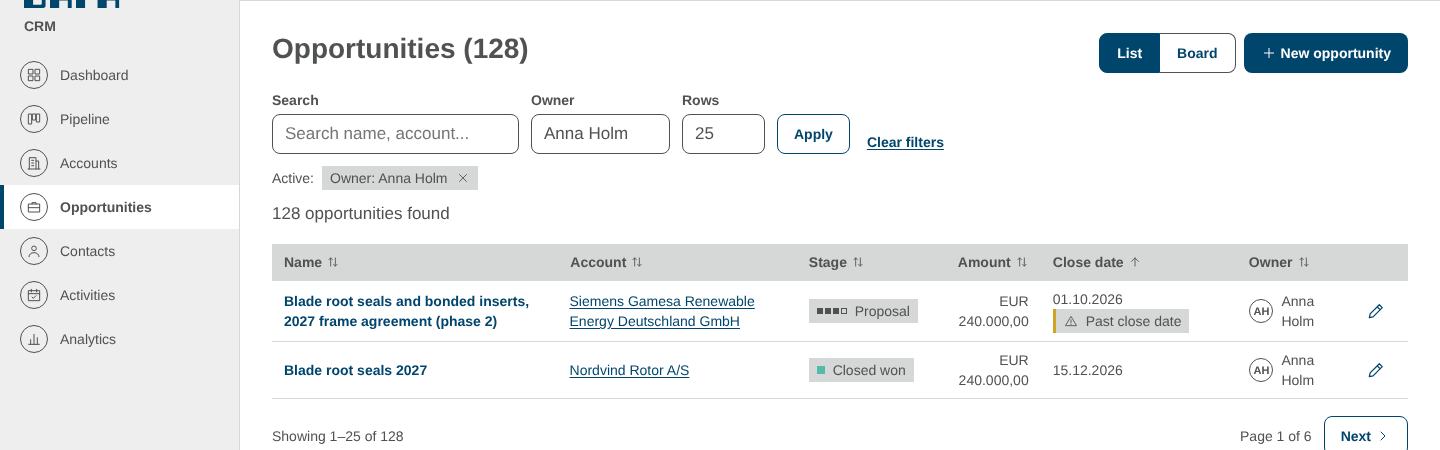 CRM
Dashboard
Pipeline
Accounts
Opportunities
Contacts
Activities
Analytics
Opportunities (128)
List
Board
+ New opportunity
Search
Owner
Rows
Search name, account...
Anna Holm
25
Apply
Clear filters
Active:
Owner: Anna Holm
128 opportunities found
Name
Account
Stage
Amount
Close date
Owner
Blade root seals and bonded inserts,
2027 frame agreement (phase 2)
Siemens Gamesa Renewable
Energy Deutschland GmbH
Proposal
EUR
240.000,00
01.10.2026
Past close date
AH
Anna
Holm
Blade root seals 2027
Nordvind Rotor A/S
Closed won
EUR
240.000,00
15.12.2026
AH
Anna
Holm
Showing 1–25 of 128
Page 1 of 6
Next